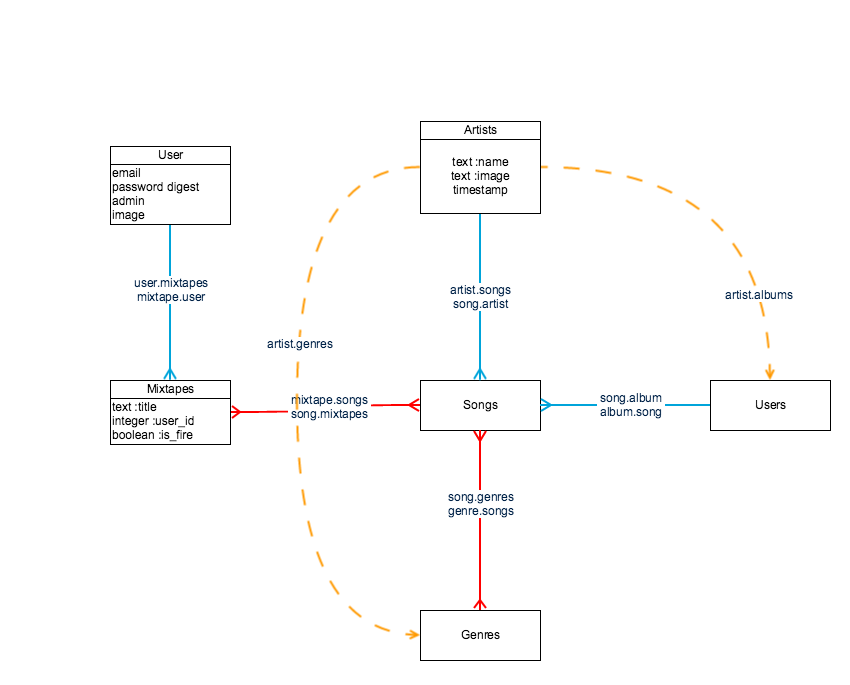 Artists
text :name
text :image
timestamp
User
email
password digest
admin
image
user.mixtapes
mixtape.user
artist.songs
song.artist
artist.albums
artist.genres
Mixtapes
text :title
integer :user_id
boolean :is_fire
mixtape.songs
song.mixtapes
Songs
song.album
album.song
Users
song.genres
genre.songs
Genres